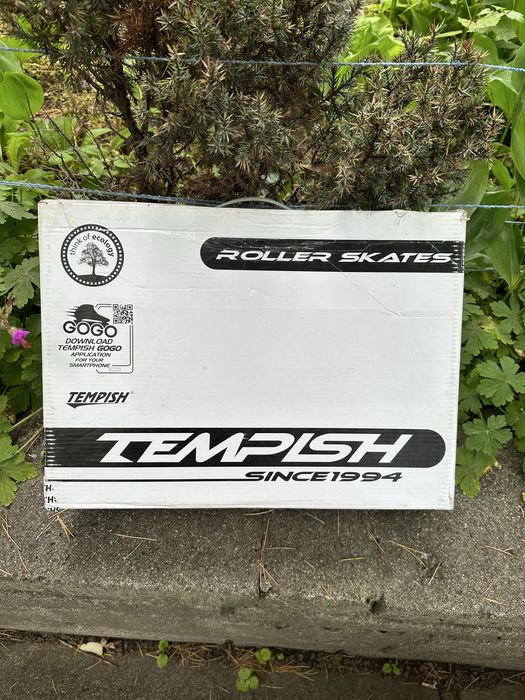 think of ecology
ROLLER SKATES
GOGO
DOWNLOAD
TEMPISH GOGO
APPLICATION
FOR YOUR
SMARTPHONE
TEMPISH®
TEMPISH
SINCE1994